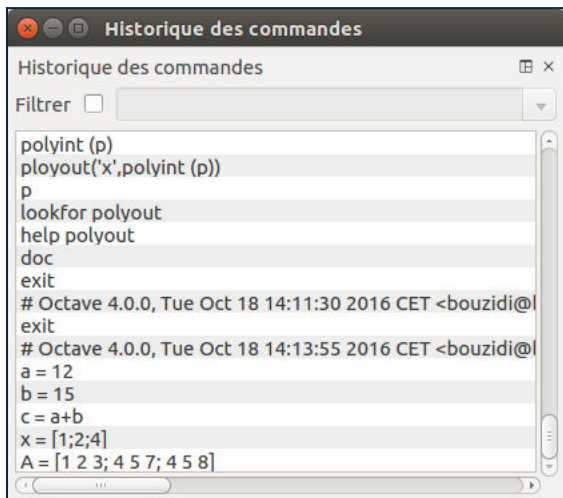 Historique des commandes
Historique des commandes
Filtrer
polyint (p)
ployout('x',polyint (p))
p
lookfor polyout
help polyout
doc
exit
# Octave 4.0.0, Tue Oct 18 14:11:30 2016 CET <bouzidi@
exit
# Octave 4.0.0, Tue Oct 18 14:13:55 2016 CET <bouzidi@
a = 12
b = 15
c = a+b
x = [1;2;4]
A = [1 2 3; 4 5 7; 4 5 8]